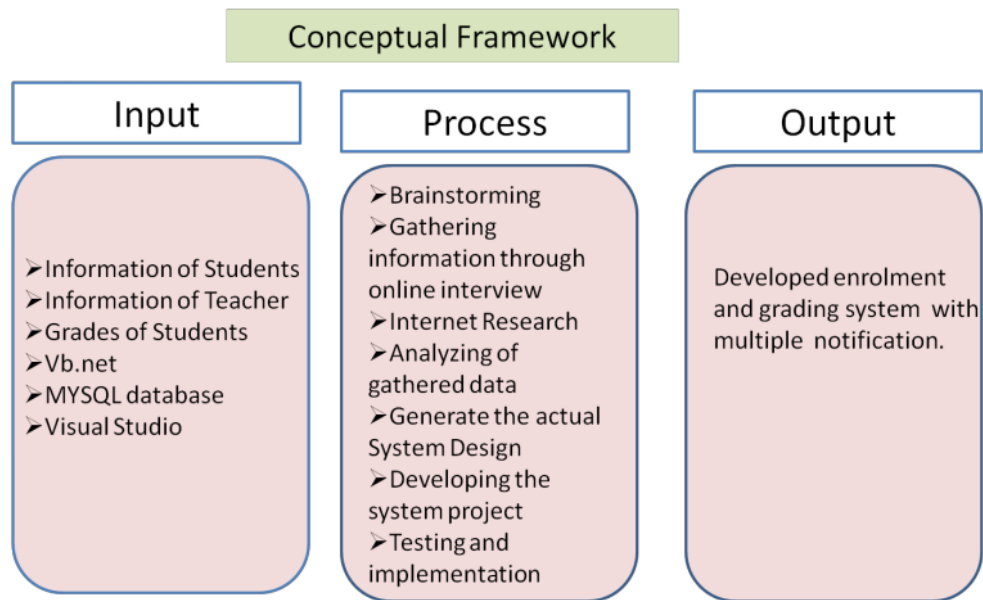 Conceptual Framework
Input
➢Information of Students
➢Information of Teacher
➢Grades of Students
➢Vb.net
➢MYSQL database
➢Visual Studio
Process
➢Brainstorming
➢Gathering
information through
online interview
➢Internet Research
➢Analyzing of
gathered data
➢Generate the actual
System Design
➢Developing the
system project
➢Testing and
implementation
Output
Developed enrolment
and grading system with
multiple notification.